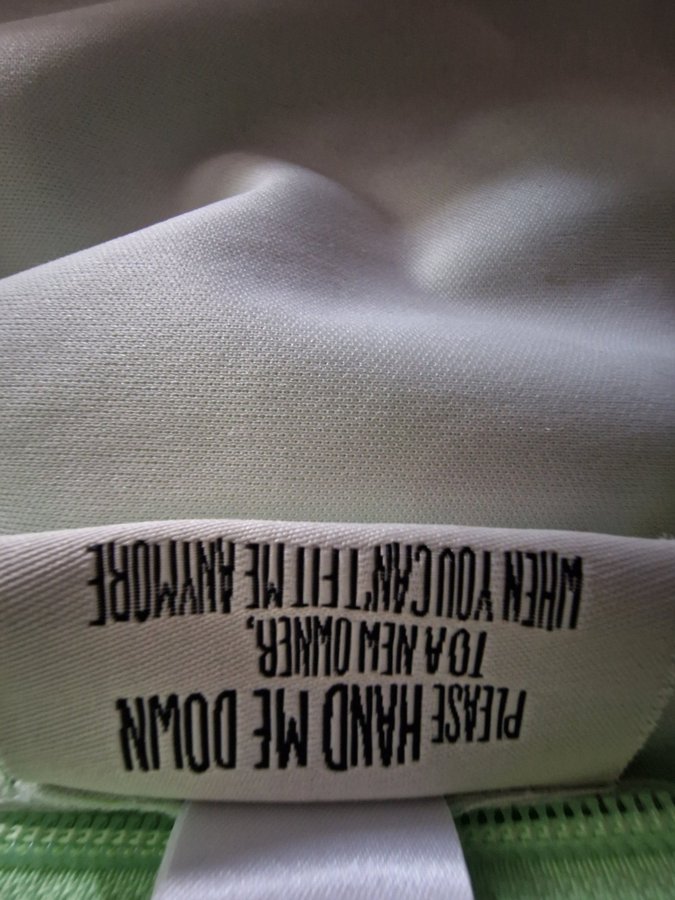 PLEASE HAND ME DOWN
TO A NEW OWNER,
WHEN YOU CAN'T FIT ME ANYMORE